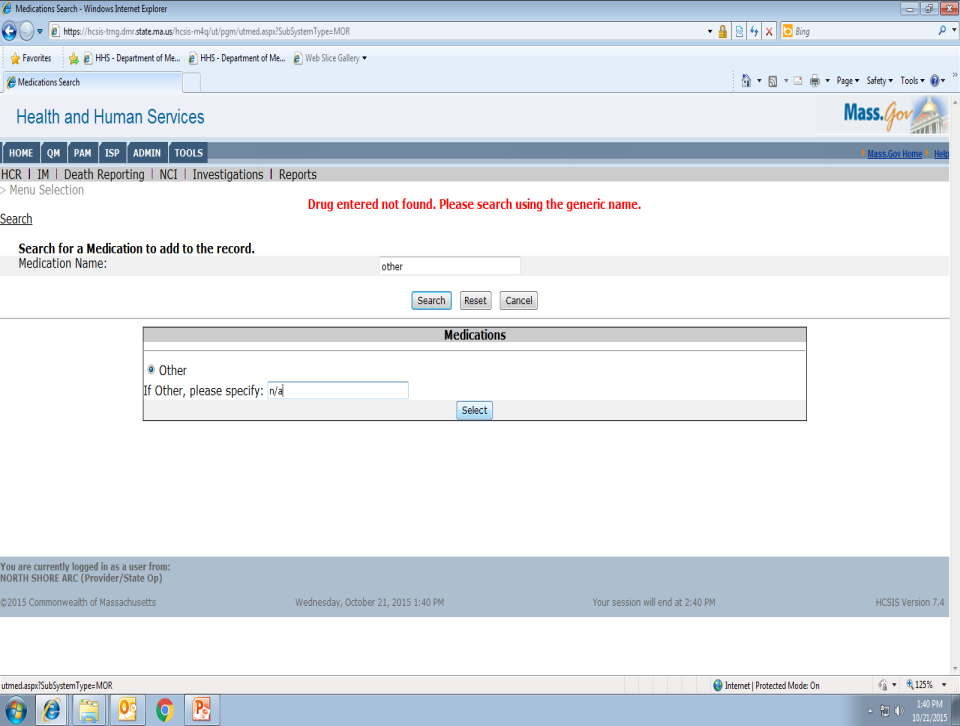 Medications Search - Windows Internet Explorer
https://hcsis-trng.dmr.state.ma.us/hcsis-m4q/ut/pgm/utmed.aspx?SubSystemType=MOR
Bing
Favorites
HHS - Department of Me...
HHS - Department of Me...
Web Slice Gallery
Medications Search
Page
Safety
Tools
Health and Human Services
Mass.Gov
HOME QM PAM ISP ADMIN TOOLS
Mass.Gov Home
Help
HCR | IM | Death Reporting | NCI | Investigations | Reports
> Menu Selection
Drug entered not found. Please search using the generic name.
Search
Search for a Medication to add to the record.
Medication Name: other
Search Reset Cancel
Medications
Other
If Other, please specify: n/a
Select
You are currently logged in as a user from:
NORTH SHORE ARC (Provider/State Op)
©2015 Commonwealth of Massachusetts
Wednesday, October 21, 2015 1:40 PM
Your session will end at 2:40 PM
HCSIS Version 7.4
utmed.aspx?SubSystemType=MOR
Internet | Protected Mode: On
125%
1:40 PM
10/21/2015